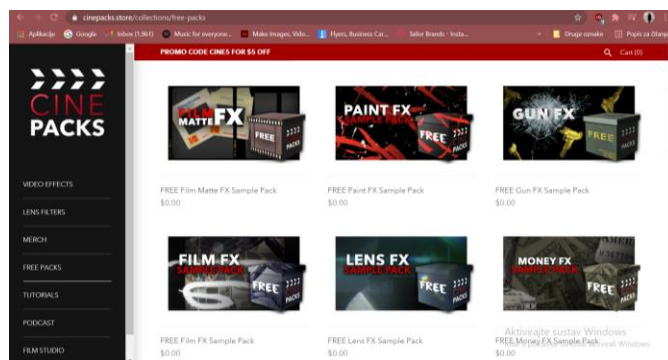 cinepacks.store/collections/free-packs
Aplikacije
Google
Inbox (1,961)
Music for everyone...
Make Images, Vide...
Flyers, Business Car...
Seller Brands - Insta...
Druge oznake
Popis za čitanje
PROMO CODE CINES FOR $5 OFF
Cart (0)
CINE
PACKS
VIDEO EFFECTS
LENS FILTERS
MERCH
FREE PACKS
TUTORIALS
PODCAST
FILM STUDIO
FILM
MATTE FX
FREE
PACKS
PAINT FX
SAMPLE PACK
FREE
PACKS
GUN FX
FREE
PACKS
FREE Film Matte FX Sample Pack
$0.00
FREE Paint FX Sample Pack
$0.00
FREE Gun FX Sample Pack
$0.00
FILM FX
SAMPLE PACK
FREE
LENS FX
SAMPLE PACK
FREE
MONEY FX
SAMPLE PACK
FREE
FREE Film FX Sample Pack
$0.00
FREE Lens FX Sample Pack
$0.00
FREE Money FX Sample Pack
$0.00
Aktivirajte sustav Windows